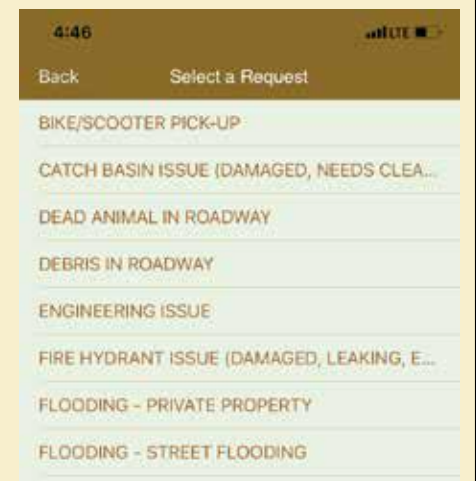 4:46 LTE
Back Select a Request
BIKE/SCOOTER PICK-UP
CATCH BASIN ISSUE (DAMAGED, NEEDS CLEA...
DEAD ANIMAL IN ROADWAY
DEBRIS IN ROADWAY
ENGINEERING ISSUE
FIRE HYDRANT ISSUE (DAMAGED, LEAKING, E...
FLOODING - PRIVATE PROPERTY
FLOODING - STREET FLOODING